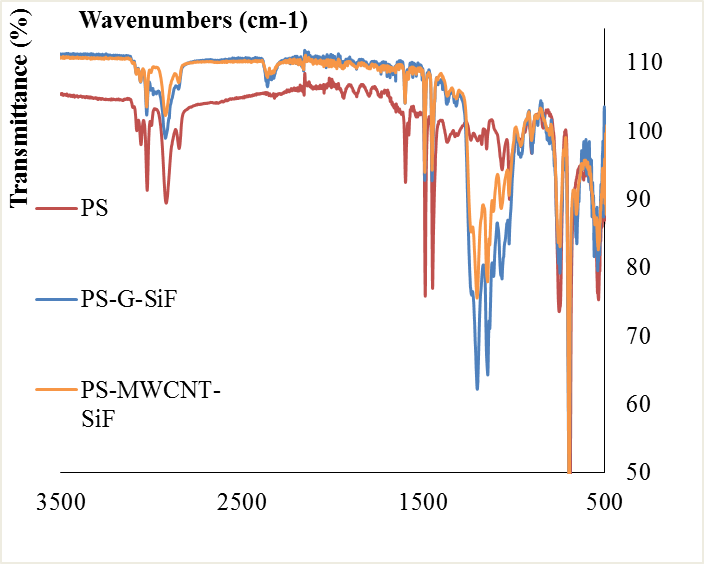 Wavenumbers (cm-1)
Transmittance (%)
110
100
90
80
70
60
50
PS
PS-G-SiF
PS-MWCNT-
SiF
3500
2500
1500
500